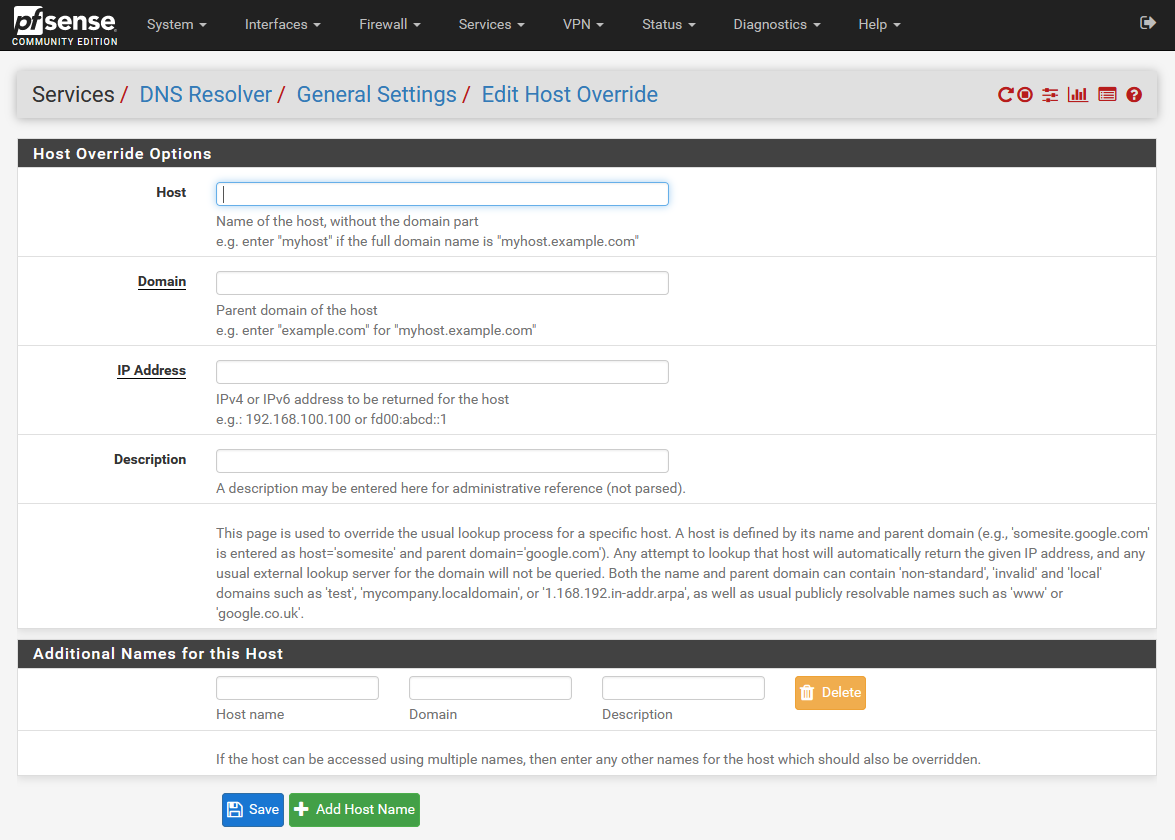 pfsense
COMMUNITY EDITION
System Interfaces Firewall Services VPN Status Diagnostics Help
Services / DNS Resolver / General Settings / Edit Host Override
Host Override Options
Host
Name of the host, without the domain part
e.g. enter "myhost" if the full domain name is "myhost.example.com"
Domain
Parent domain of the host
e.g. enter "example.com" for "myhost.example.com"
IP Address
IPv4 or IPv6 address to be returned for the host
e.g.: 192.168.100.100 or fd00:abcd::1
Description
A description may be entered here for administrative reference (not parsed).
This page is used to override the usual lookup process for a specific host. A host is defined by its name and parent domain (e.g., 'somesite.google.com'
is entered as host='somesite' and parent domain='google.com'). Any attempt to lookup that host will automatically return the given IP address, and any
usual external lookup server for the domain will not be queried. Both the name and parent domain can contain 'non-standard', 'invalid' and 'local'
domains such as 'test', 'mycompany.localdomain', or '1.168.192.in-addr.arpa', as well as usual publicly resolvable names such as 'www' or
'google.co.uk'.
Additional Names for this Host
Delete
Host name Domain Description
If the host can be accessed using multiple names, then enter any other names for the host which should also be overridden.
Save Add Host Name